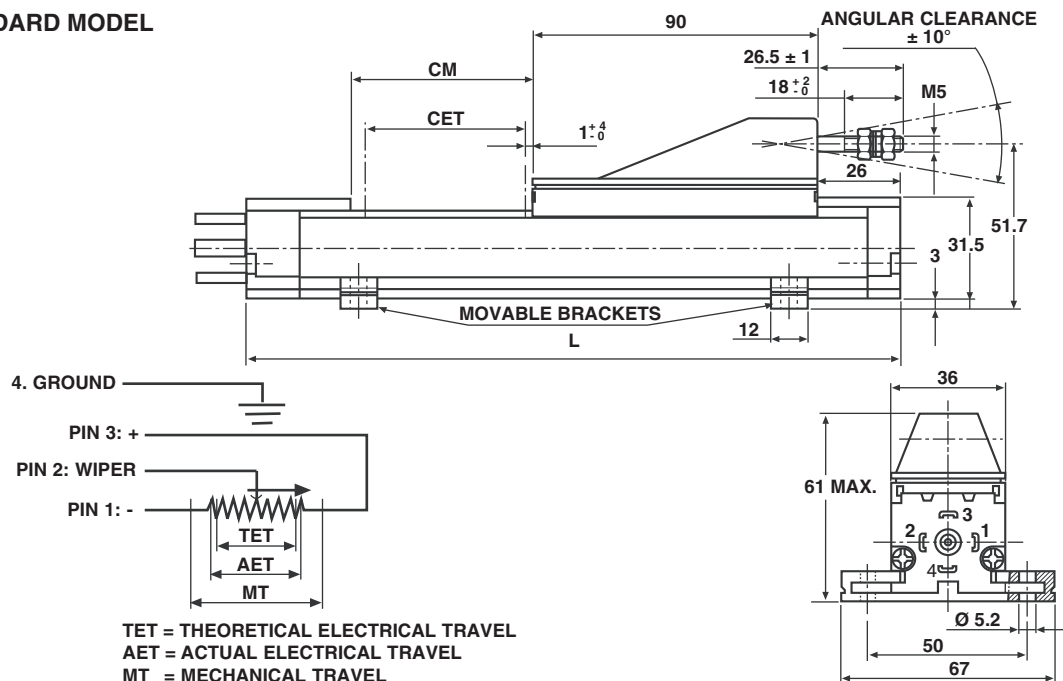 DARD MODEL
90
ANGULAR CLEARANCE
± 10°
26.5 ± 1
CM
18 +2 -0
M5
CET
1 +4 -0
26
51.7
31.5
3
MOVABLE BRACKETS
12
L
4. GROUND
PIN 3: +
PIN 2: WIPER
PIN 1: -
TET
AET
MT
TET = THEORETICAL ELECTRICAL TRAVEL
AET = ACTUAL ELECTRICAL TRAVEL
MT = MECHANICAL TRAVEL
36
61 MAX.
3
2
1
4
Ø 5.2
50
67